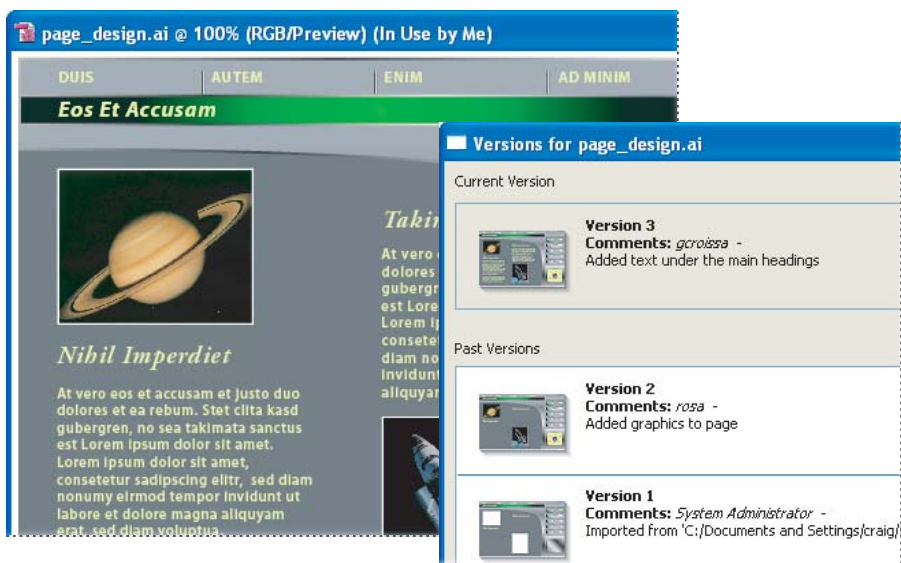 page_design.ai @ 100% (RGB/Preview) (In Use by Me)
DUIS AUTEM ENIM AD MINIM
Eos Et Accusam
Nihil Imperdiet
At vero eos et accusam et justo duo
dolores et ea rebum. Stet clita kasd
gubergren, no sea takimata sanctus
est Lorem ipsum dolor sit amet.
Lorem ipsum dolor sit amet,
consetetur sadipscing elitr, sed diam
nonumy eirmod tempor invidunt ut
labore et dolore magna aliquyam
erat, sed diam voluptua.
At vero
dolores
est Lore
diam no
invidunt
Versions for page_design.ai
Current Version
Version 3
Comments: gcroissa -
Added text under the main headings
Past Versions
Version 2
Comments: rosa -
Added graphics to page
Version 1
Comments: System Administrator -
Imported from 'C:/Documents and Settings/craig/